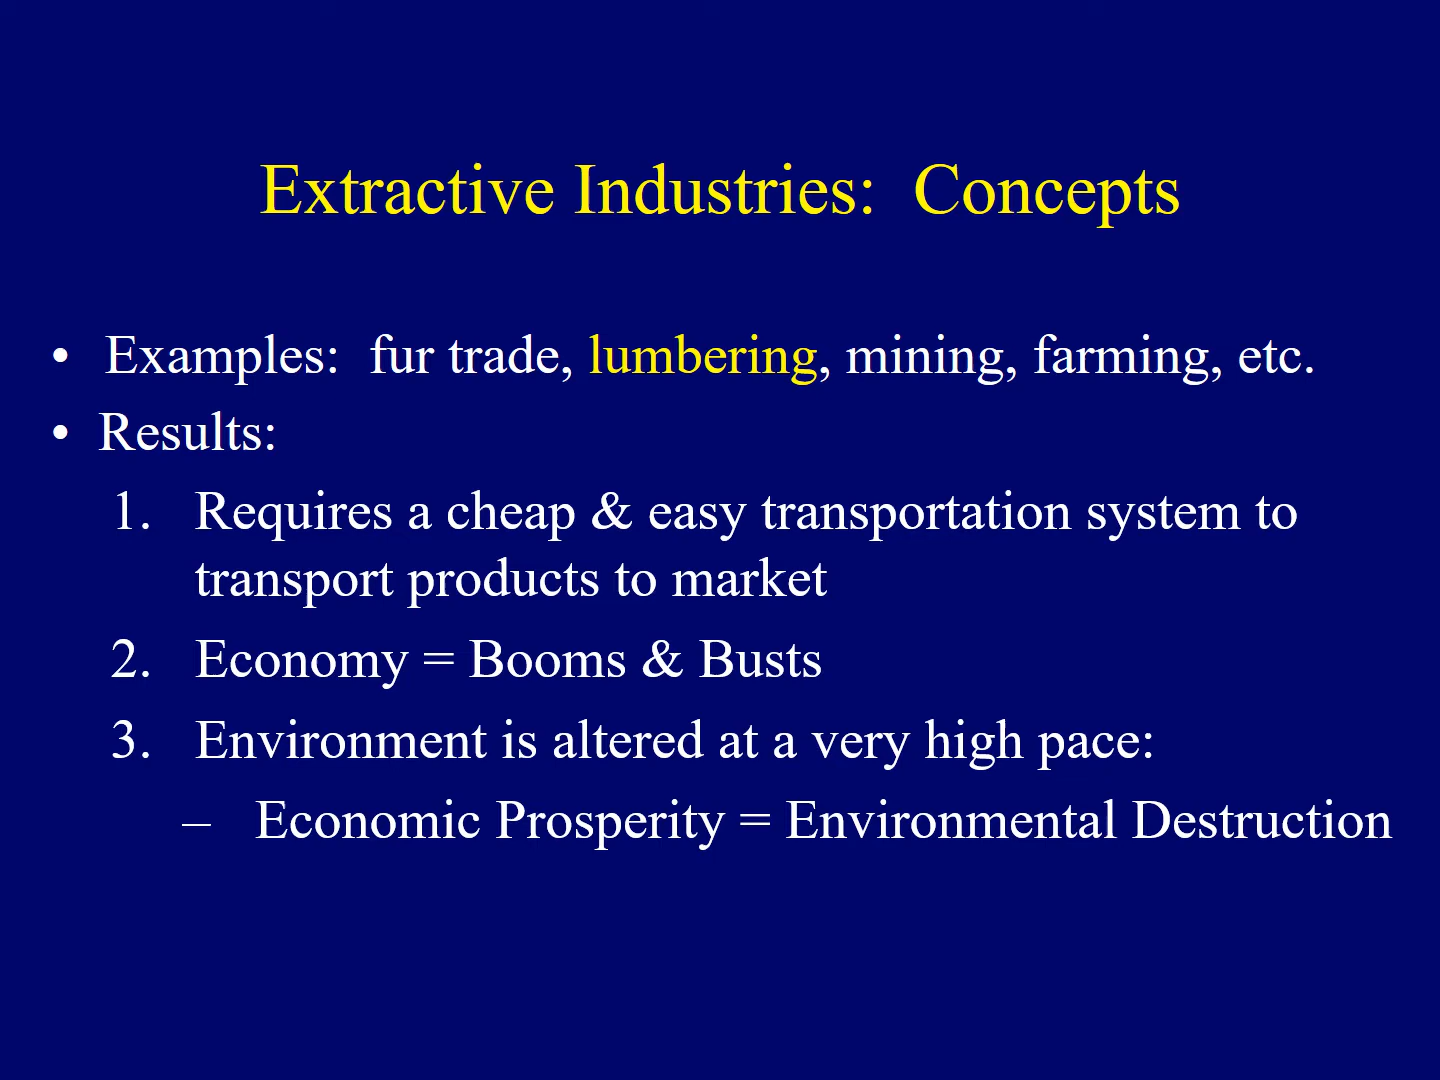 Extractive Industries:  Concepts
• Examples:  fur trade, lumbering, mining, farming, etc.
• Results:
1. Requires a cheap & easy transportation system to
transport products to market
2. Economy = Booms & Busts
3. Environment is altered at a very high pace:
– Economic Prosperity = Environmental Destruction